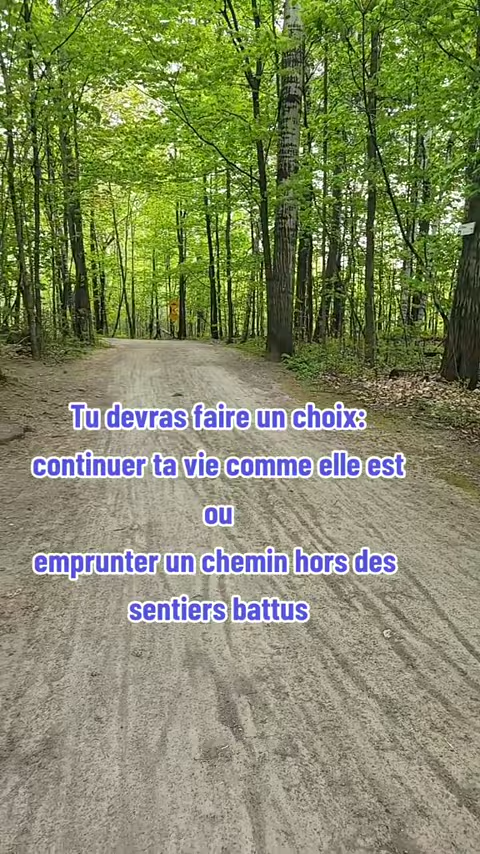 Tu devras faire un choix:
continuer ta vie comme elle est
ou
emprunter un chemin hors des
sentiers battus